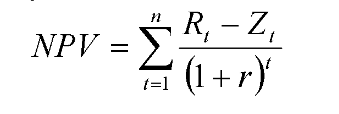 NPV = \sum_{t=1}^{n} \frac{R_t - Z_t}{(1 + r)^t}